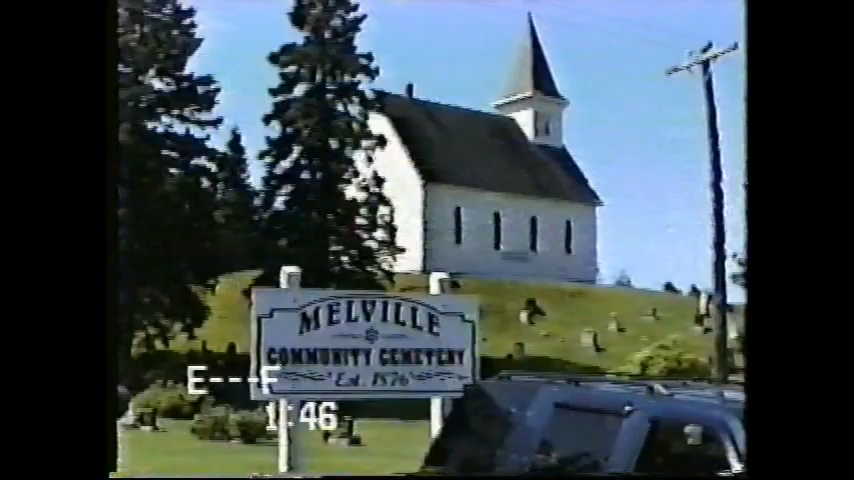 MELVILLE
COMMUNITY CEMETERY
Est. 1876
E---F
1:46